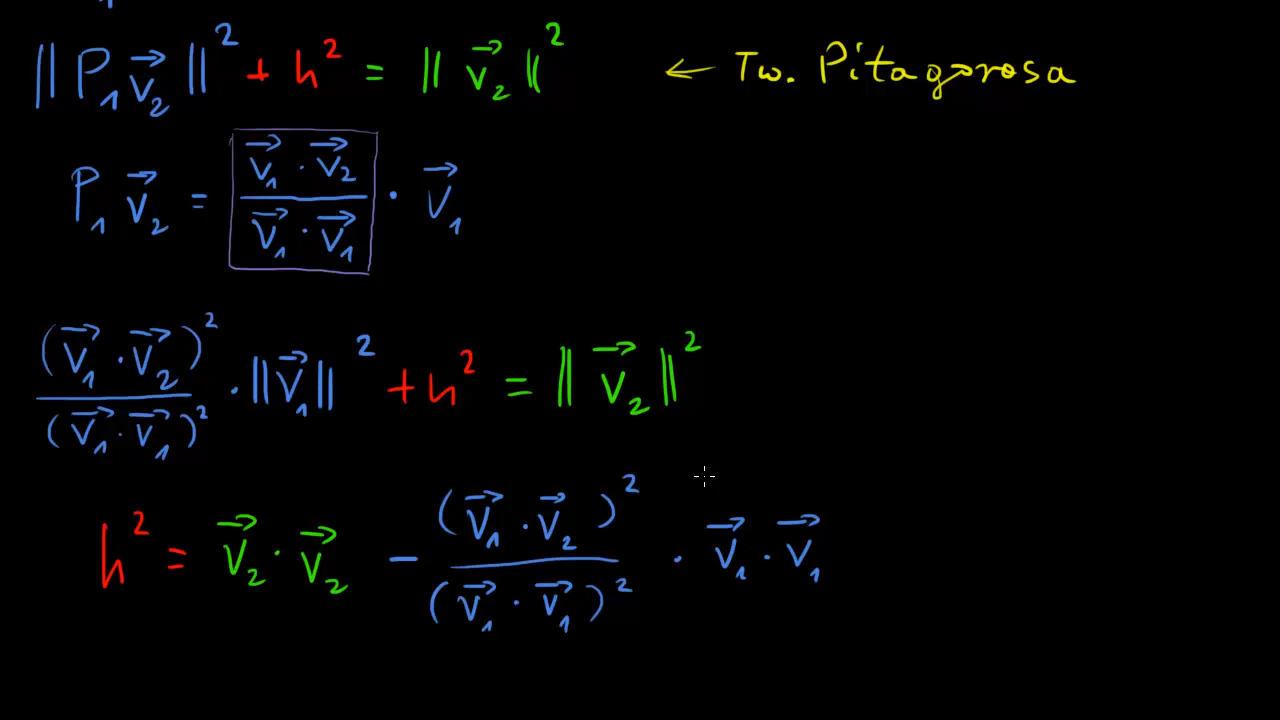 ‖P₁v⃗₂‖² + h² = ‖v⃗₂‖² ← Tw. Pitagorosa
P₁v⃗₂ = (v⃗₁ · v⃗₂)/(v⃗₁ · v⃗₁) · v⃗₁
(v⃗₁ · v⃗₂)²/(v⃗₁ · v⃗₁)² · ‖v⃗₁‖² + h² = ‖v⃗₂‖²
h² = v⃗₂ · v⃗₂ − (v⃗₁ · v⃗₂)²/(v⃗₁ · v⃗₁)² · v⃗₁ · v⃗₁